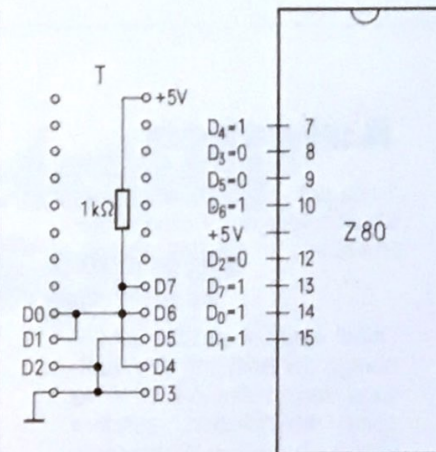 T
+5V
1kΩ
D7
D0 D6
D1 D5
D2 D4
D3
D₄=1 7
D₃=0 8
D₅=0 9
D₆=1 10
+5V
D₂=0 12
D₇=1 13
D₀=1 14
D₁=1 15
Z80